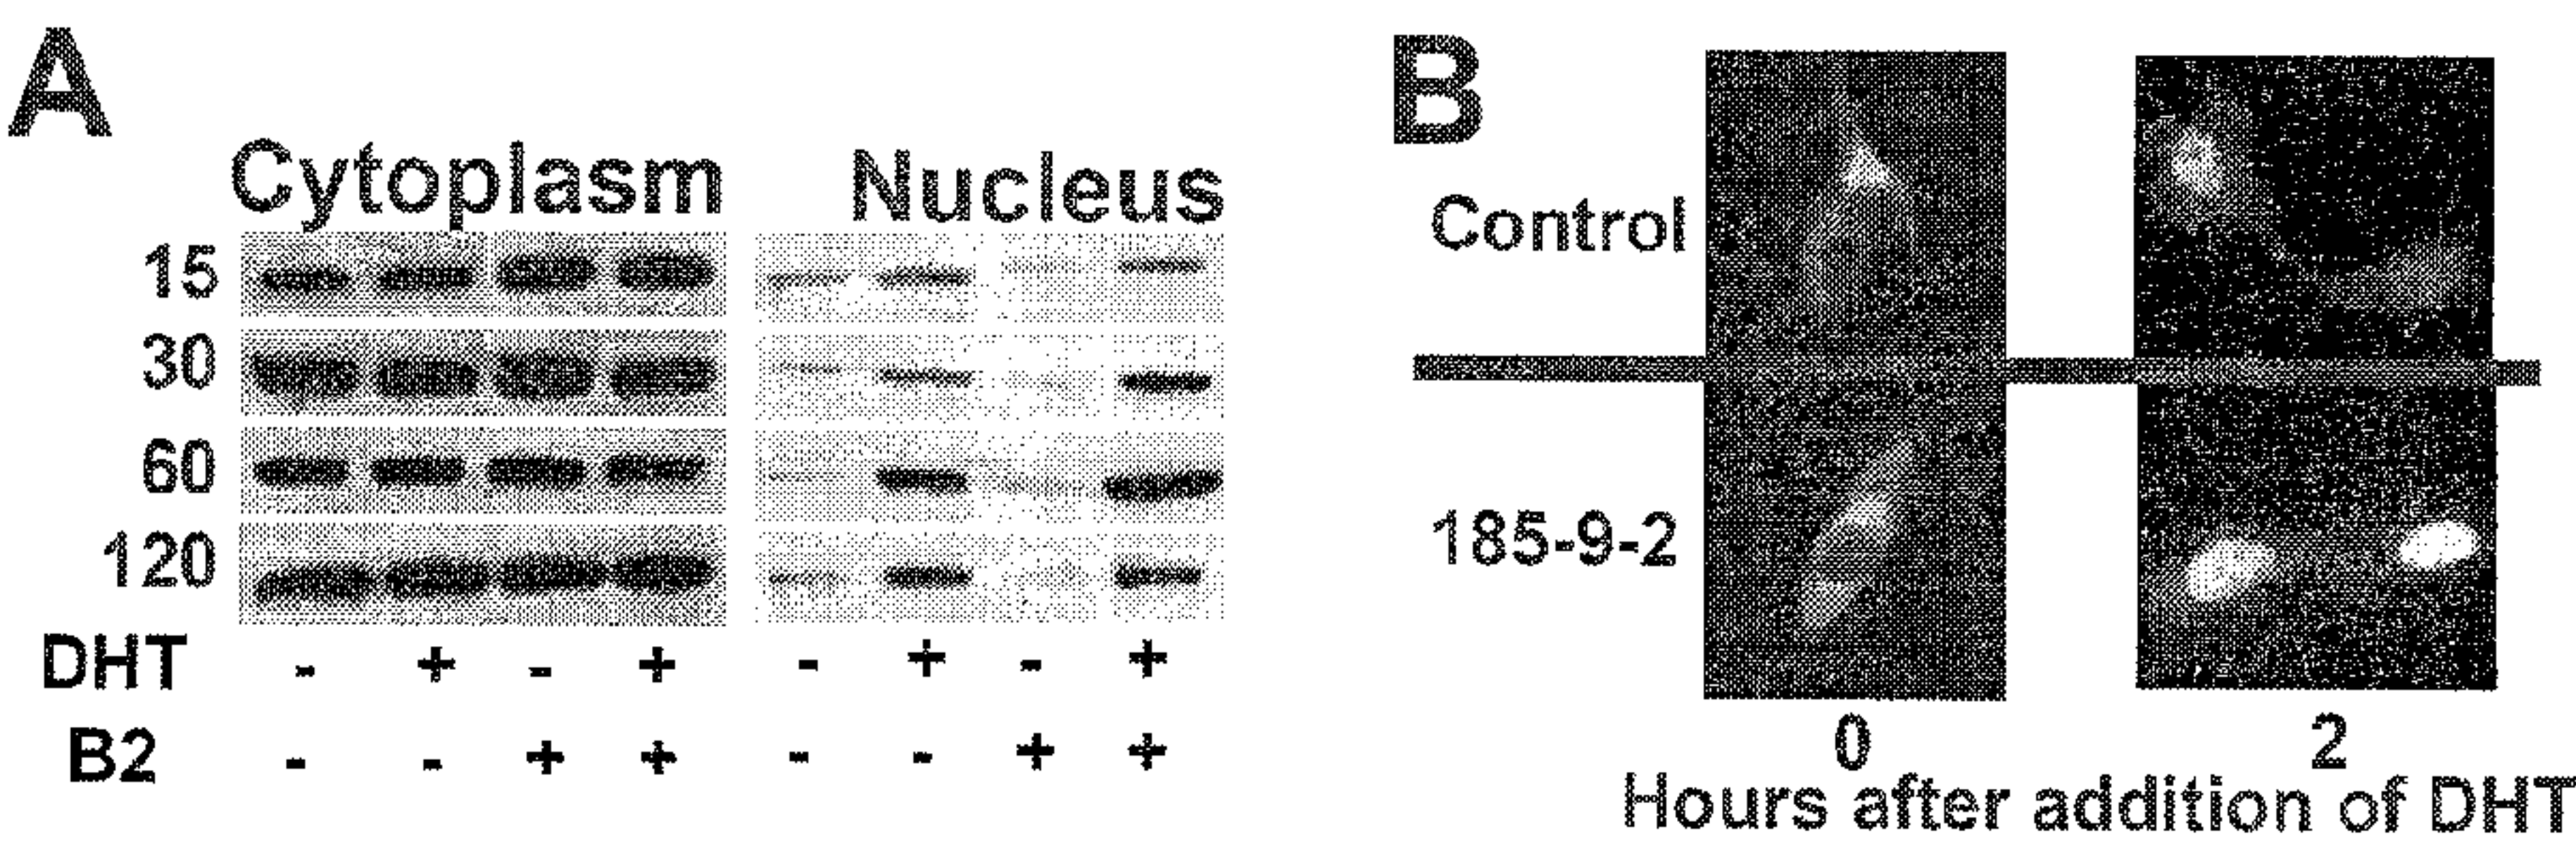 A
Cytoplasm Nucleus
15
30
60
120
DHT - + - + - + - +
B2 - - + + - - + +
B
Control
185-9-2
0 2
Hours after addition of DHT